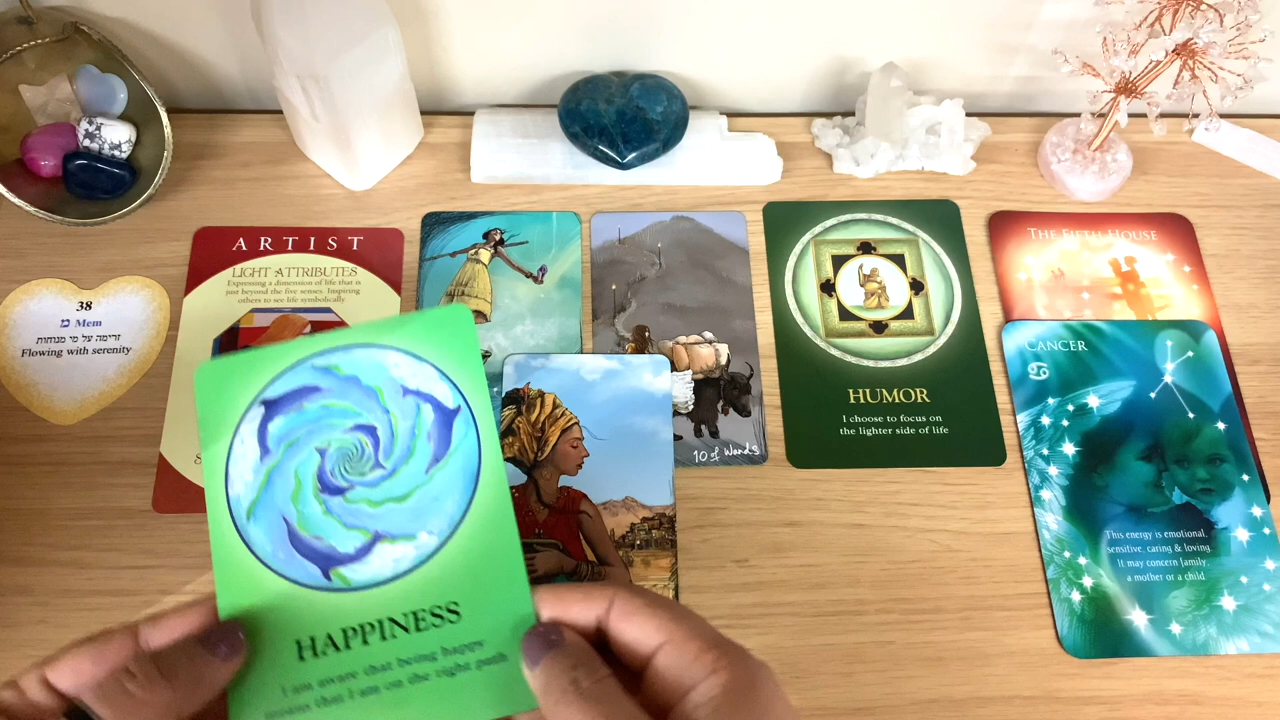 38
מ Mem
זרימה על מי מנוחות
Flowing with serenity
ARTIST
LIGHT ATTRIBUTES
Expressing a dimension of life that is
just beyond the five senses. Inspiring
others to see life symbolically
10 of Wands
HUMOR
I choose to focus on
the lighter side of life
THE FIFTH HOUSE
CANCER
♋
This energy is emotional,
sensitive, caring & loving.
It may concern family,
a mother or a child.
HAPPINESS
I am aware that being happy
means that I am on the right path